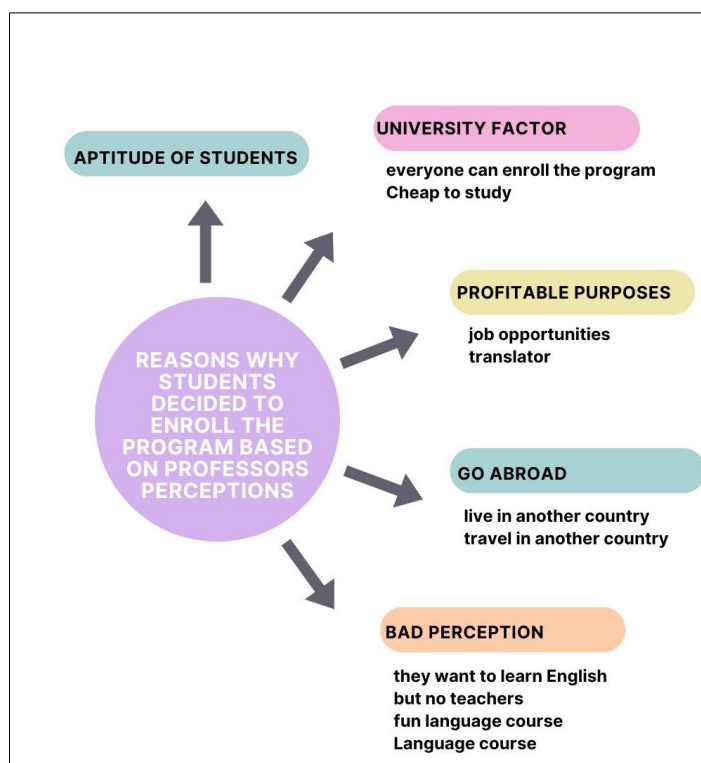 APTITUDE OF STUDENTS
UNIVERSITY FACTOR
everyone can enroll the program
Cheap to study
PROFITABLE PURPOSES
job opportunities
translator
REASONS WHY
STUDENTS
DECIDED TO
ENROLL THE
PROGRAM BASED
ON PROFESSORS
PERCEPTIONS
GO ABROAD
live in another country
travel in another country
BAD PERCEPTION
they want to learn English
but no teachers
fun language course
Language course